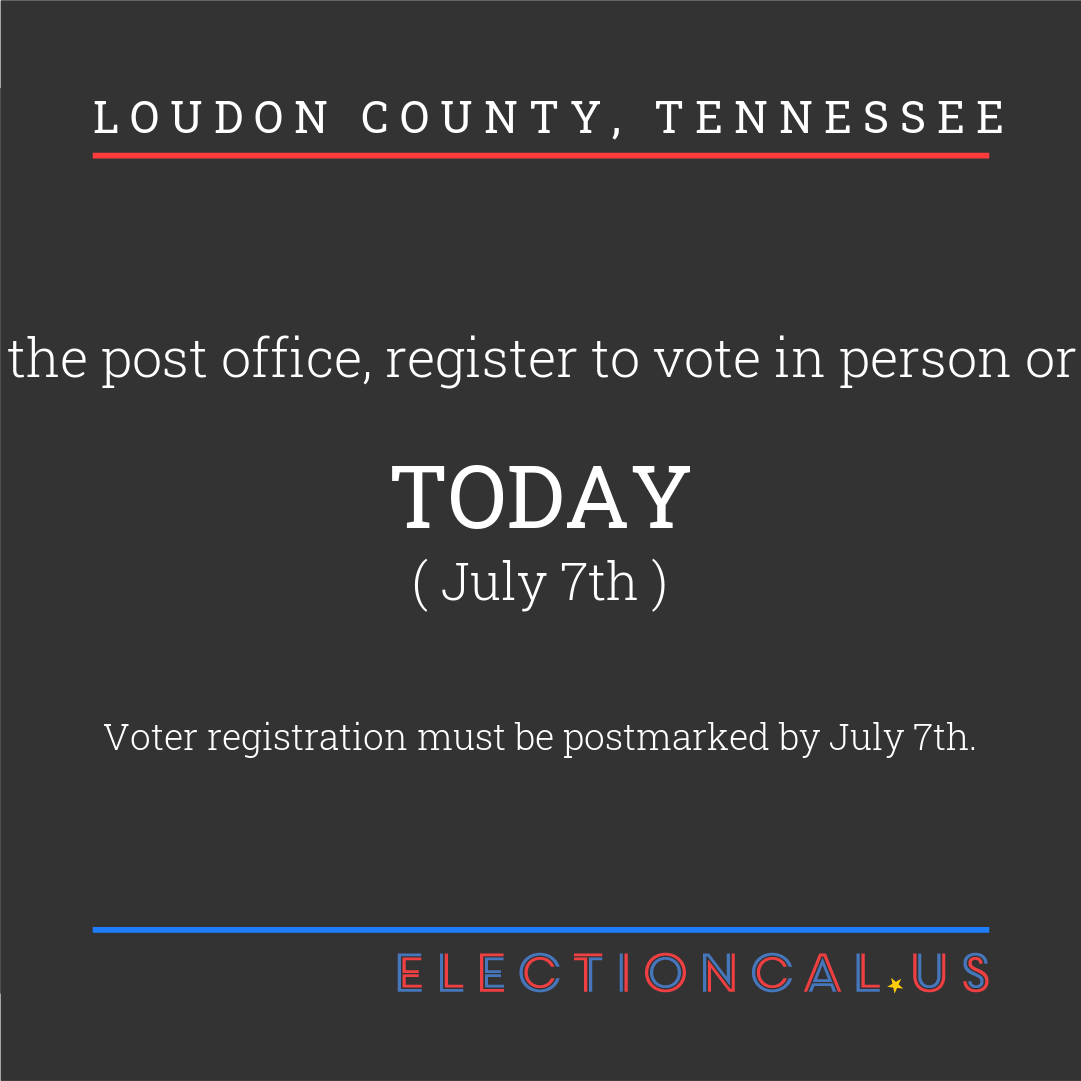 LOUDON COUNTY, TENNESSEE
the post office, register to vote in person or
TODAY
( July 7th )
Voter registration must be postmarked by July 7th.
ELECTIONCAL.US